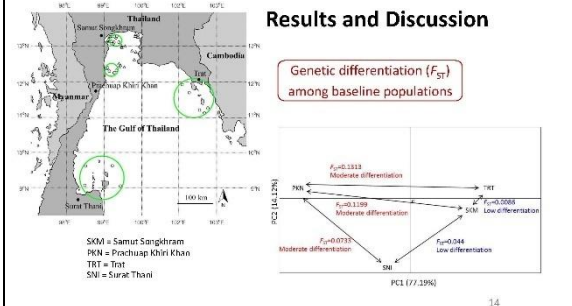 Results and Discussion
Thailand
Samut Songkhram
Cambodia
Prachuap Khiri Khan
Trat
Myanmar
The Gulf of Thailand
100 km
Surat Thani
SKM = Samut Songkhram
PKN = Prachuap Khiri Khan
TRT = Trat
SNI = Surat Thani
Genetic differentiation (FST)
among baseline populations
FST=0.1313
Moderate differentiation
PKN
TRT
FST=0.1199
Moderate differentiation
SKM
FST=0.0086
Low differentiation
FST=0.0733
Moderate differentiation
FST=0.044
Low differentiation
SNI
PC2 (14.12%)
PC1 (77.19%)
14